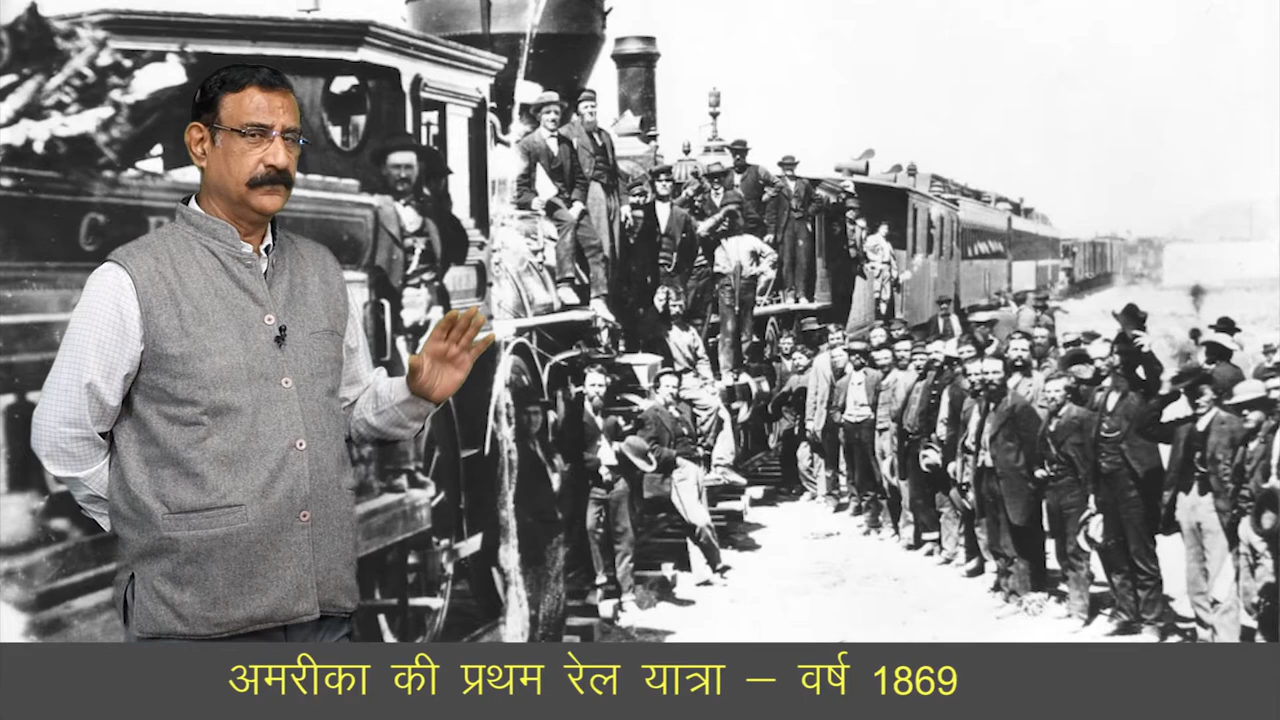 C P
अमरीका की प्रथम रेल यात्रा – वर्ष 1869